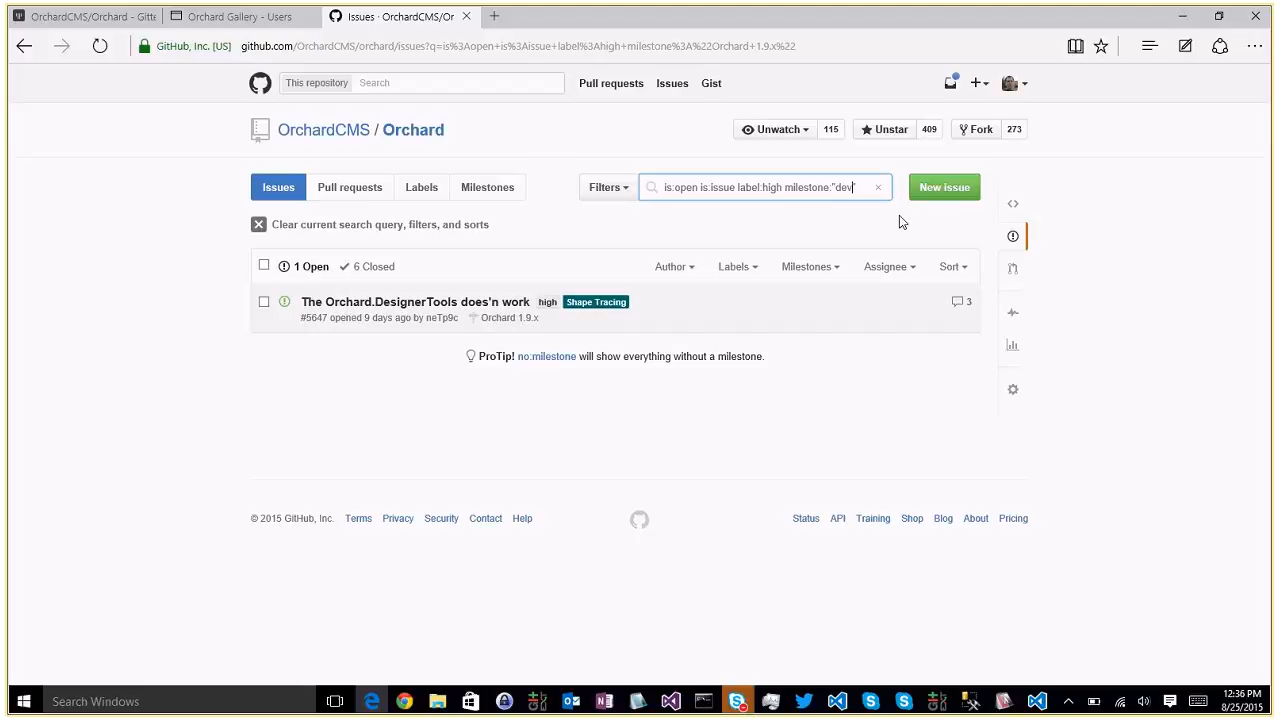 OrchardCMS/Orchard - Gitte
Orchard Gallery - Users
Issues · OrchardCMS/Or
GitHub, Inc. [US]
github.com/OrchardCMS/orchard/issues?q=is%3Aopen+is%3Aissue+label%3Ahigh+milestone%3A%22Orchard+1.9.x%22
This repository
Search
Pull requests
Issues
Gist
OrchardCMS / Orchard
Unwatch
115
Unstar
409
Fork
273
Issues
Pull requests
Labels
Milestones
Filters
is:open is:issue label:high milestone:"dev"
New issue
Clear current search query, filters, and sorts
1 Open
6 Closed
Author
Labels
Milestones
Assignee
Sort
The Orchard.DesignerTools does'n work
high
Shape Tracing
3
#5647 opened 9 days ago by neTp9c
Orchard 1.9.x
ProTip! no:milestone will show everything without a milestone.
© 2015 GitHub, Inc.
Terms
Privacy
Security
Contact
Help
Status
API
Training
Shop
Blog
About
Pricing
Search Windows
12:36 PM
8/25/2015